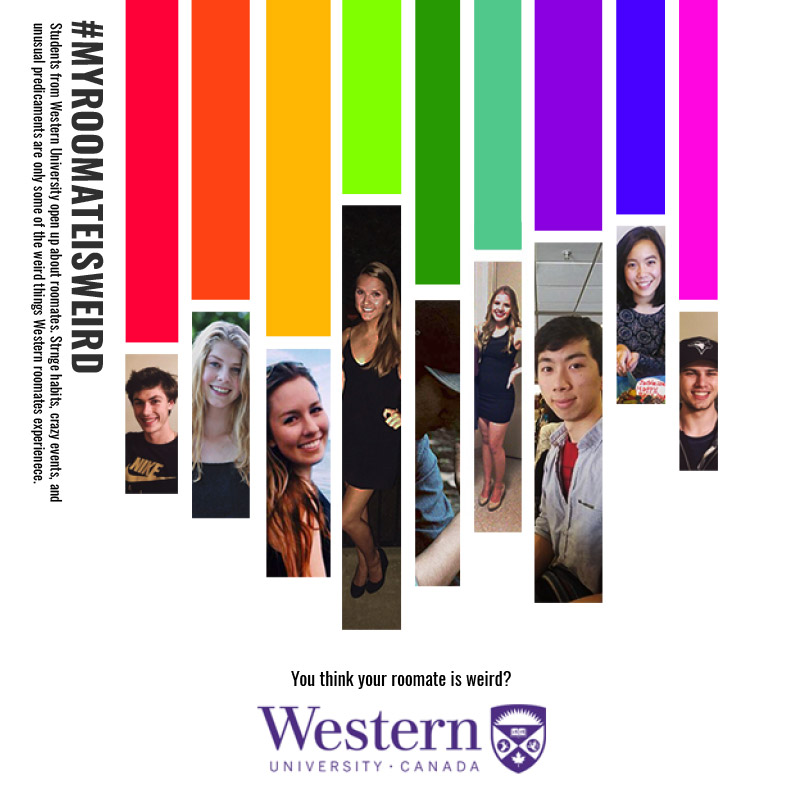 #MYROOMATEISWEIRD
Students from Western University open up about roomates. Strnge habits, crazy events, and
unusual predicaments are only some of the weird things Western roomates experienece.
NIKE
You think your roomate is weird?
Western
UNIVERSITY · CANADA